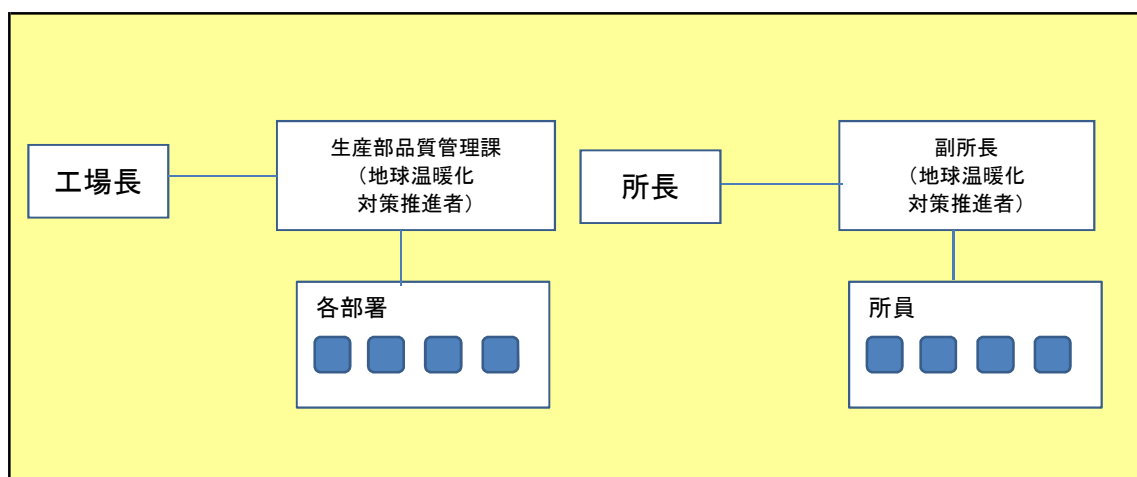 工場長
生産部品質管理課
（地球温暖化
対策推進者）
各部署
所長
副所長
（地球温暖化
対策推進者）
所員